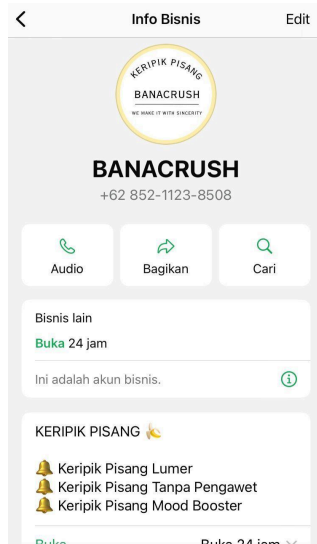 Info Bisnis
Edit
KERIPIK PISANG
BANACRUSH
WE MAKE IT WITH SINCERITY
BANACRUSH
+62 852-1123-8508
Audio
Bagikan
Cari
Bisnis lain
Buka 24 jam
Ini adalah akun bisnis.
KERIPIK PISANG 🍌
🔔 Keripik Pisang Lumer
🔔 Keripik Pisang Tanpa Pengawet
🔔 Keripik Pisang Mood Booster
Buka
Buka 24 jam